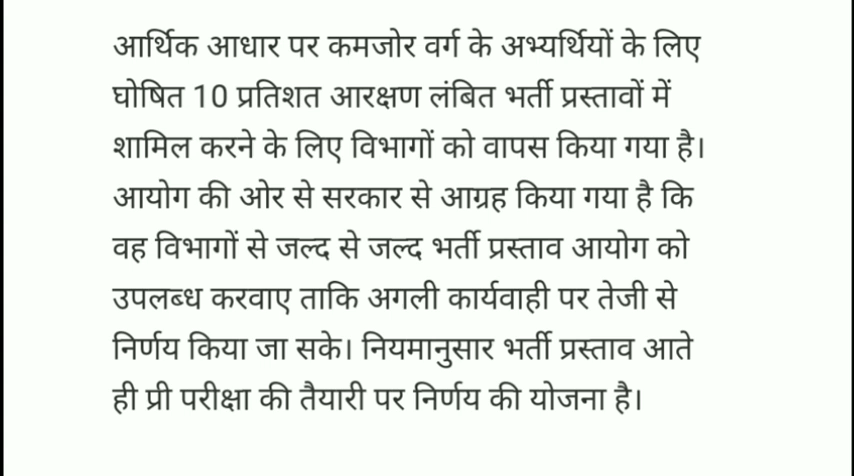 आर्थिक आधार पर कमजोर वर्ग के अभ्यर्थियों के लिए
घोषित 10 प्रतिशत आरक्षण लंबित भर्ती प्रस्तावों में
शामिल करने के लिए विभागों को वापस किया गया है।
आयोग की ओर से सरकार से आग्रह किया गया है कि
वह विभागों से जल्द से जल्द भर्ती प्रस्ताव आयोग को
उपलब्ध करवाए ताकि अगली कार्यवाही पर तेजी से
निर्णय किया जा सके। नियमानुसार भर्ती प्रस्ताव आते
ही प्री परीक्षा की तैयारी पर निर्णय की योजना है।